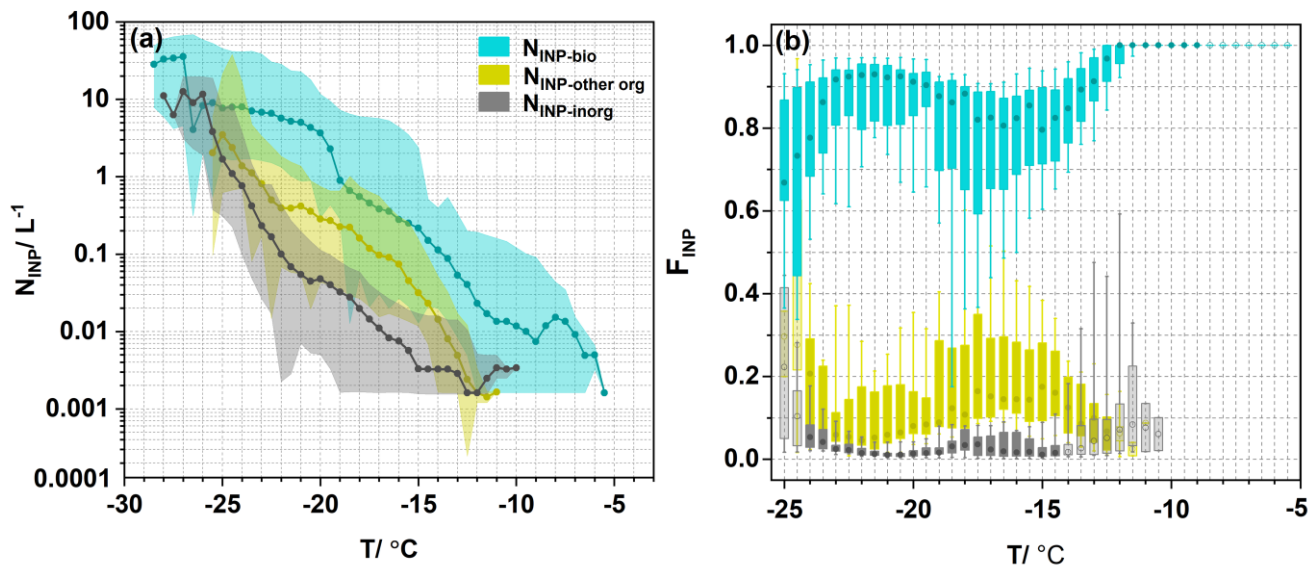 (a)
N_INP-bio
N_INP-other org
N_INP-inorg
100
10
1
0.1
0.01
0.001
0.0001
N_INP/ L⁻¹
-30 -25 -20 -15 -10 -5
T/ °C
(b)
1.0
0.8
0.6
0.4
0.2
0.0
F_INP
-25 -20 -15 -10 -5
T/ °C